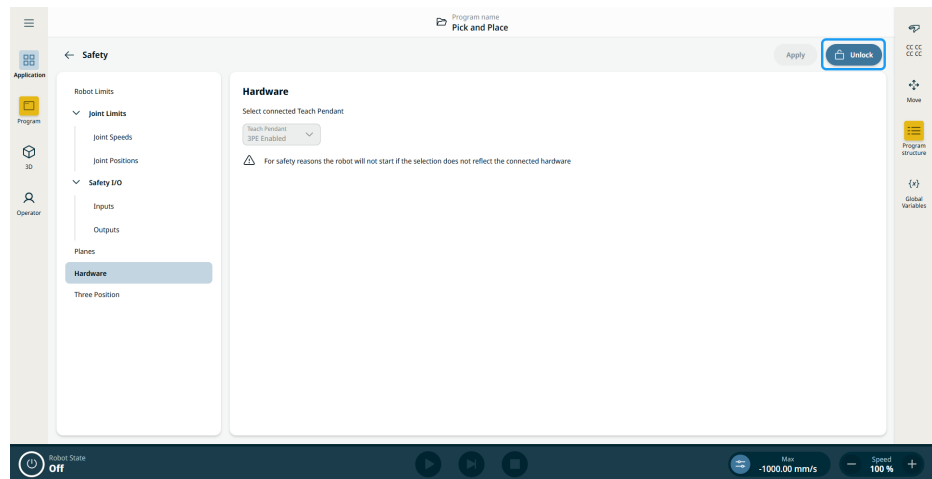 Program name
Pick and Place
Safety
Apply
Unlock
Application
Program
3D
Operator
Robot Limits
Joint Limits
Joint Speeds
Joint Positions
Safety I/O
Inputs
Outputs
Planes
Hardware
Three Position
Hardware
Select connected Teach Pendant
Teach Pendant
3PE Enabled
For safety reasons the robot will not start if the selection does not reflect the connected hardware
CC CC
CC CC
Move
Program
structure
{x}
Global
Variables
Robot State
Off
Max
-1000.00 mm/s
Speed
100 %